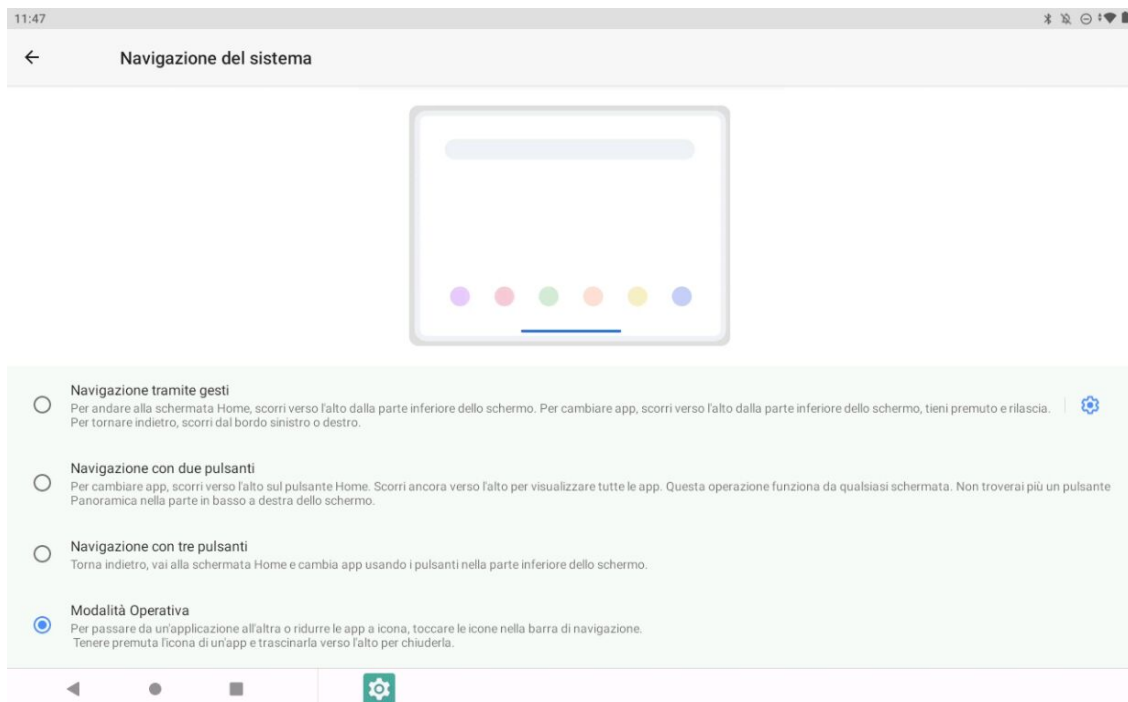 11:47
Navigazione del sistema
Navigazione tramite gesti
Per andare alla schermata Home, scorri verso l'alto dalla parte inferiore dello schermo. Per cambiare app, scorri verso l'alto dalla parte inferiore dello schermo, tieni premuto e rilascia.
Per tornare indietro, scorri dal bordo sinistro o destro.
Navigazione con due pulsanti
Per cambiare app, scorri verso l'alto sul pulsante Home. Scorri ancora verso l'alto per visualizzare tutte le app. Questa operazione funziona da qualsiasi schermata. Non troverai più un pulsante
Panoramica nella parte in basso a destra dello schermo.
Navigazione con tre pulsanti
Torna indietro, vai alla schermata Home e cambia app usando i pulsanti nella parte inferiore dello schermo.
Modalità Operativa
Per passare da un'applicazione all'altra o ridurre le app a icona, toccare le icone nella barra di navigazione.
Tenere premuta l'icona di un'app e trascinarla verso l'alto per chiuderla.